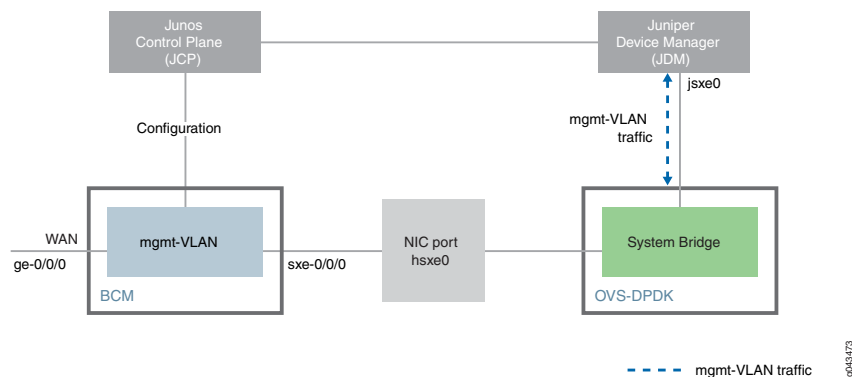 Junos
Control Plane
(JCP)
Juniper
Device Manager
(JDM)
jsxe0
mgmt-VLAN
traffic
Configuration
WAN
ge-0/0/0
mgmt-VLAN
sxe-0/0/0
BCM
NIC port
hsxe0
System Bridge
OVS-DPDK
mgmt-VLAN traffic
g043473